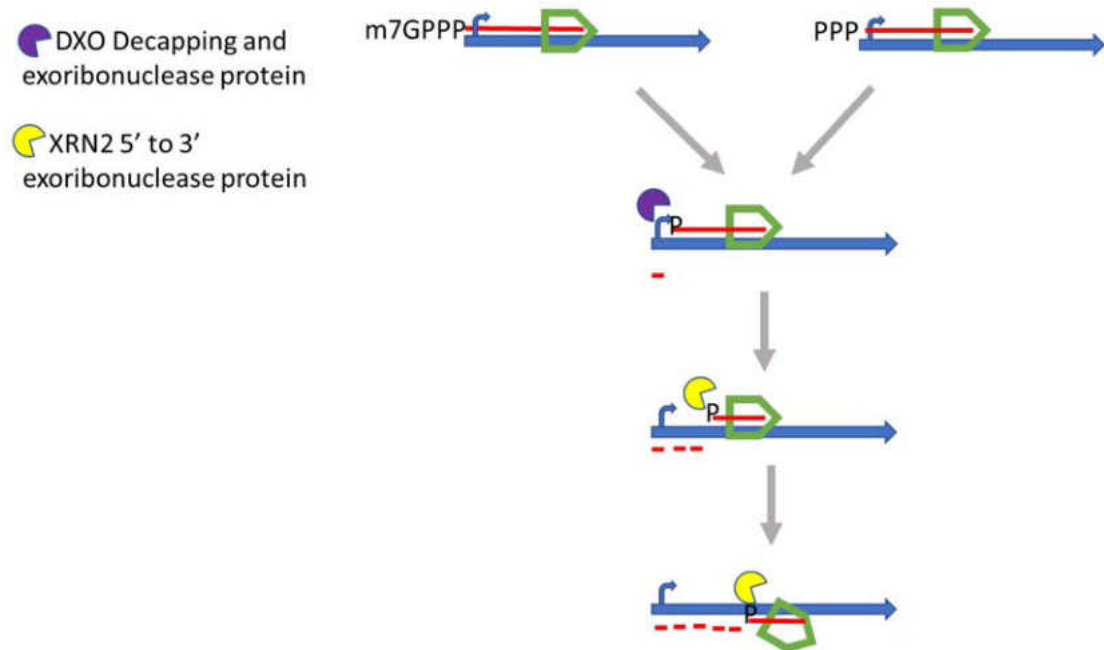 DXO Decapping and
exoribonuclease protein
XRN2 5’ to 3’
exoribonuclease protein
m7GPPP
PPP
P
P
P